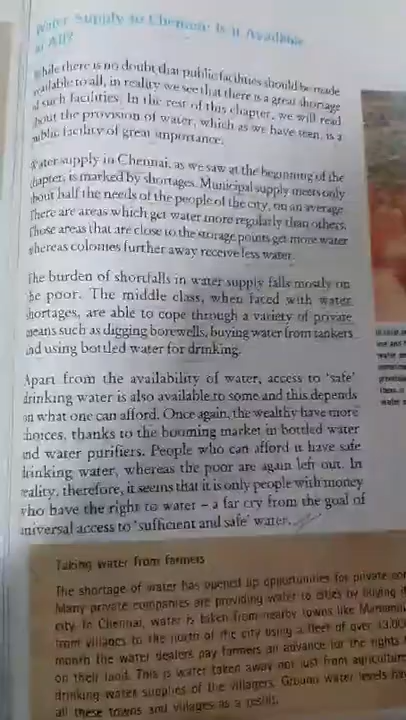 Water Supply to Chennai: Is it Available
to All?
While there is no doubt that public facilities should be made
available to all, in reality we see that there is a great shortage
of such facilities. In the rest of this chapter, we will read
about the provision of water, which as we have seen, is a
public facility of great importance.
Water supply in Chennai, as we saw at the beginning of the
chapter, is marked by shortages. Municipal supply meets only
about half the needs of the people of the city, on an average.
There are areas which get water more regularly than others.
Those areas that are close to the storage points get more water
whereas colonies further away receive less water.
The burden of shortfalls in water supply falls mostly on
the poor. The middle class, when faced with water
shortages, are able to cope through a variety of private
means such as digging borewells, buying water from tankers
and using bottled water for drinking.
Apart from the availability of water, access to 'safe'
drinking water is also available to some and this depends
on what one can afford. Once again, the wealthy have more
choices, thanks to the booming market in bottled water
and water purifiers. People who can afford it have safe
drinking water, whereas the poor are again left out. In
reality, therefore, it seems that it is only people with money
who have the right to water – a far cry from the goal of
universal access to 'sufficient and safe' water.
Taking water from farmers
The shortage of water has opened up opportunities for private
Many private companies are providing water to cities by buying
city. In Chennai, water is taken from nearby towns like
from villages to the north of the city using a fleet of over
month the water dealers pay farmers an advance for the rights
on their land. This is water taken away not just from
drinking water supplies of the villagers. Ground water levels
all these towns and villages as a result.